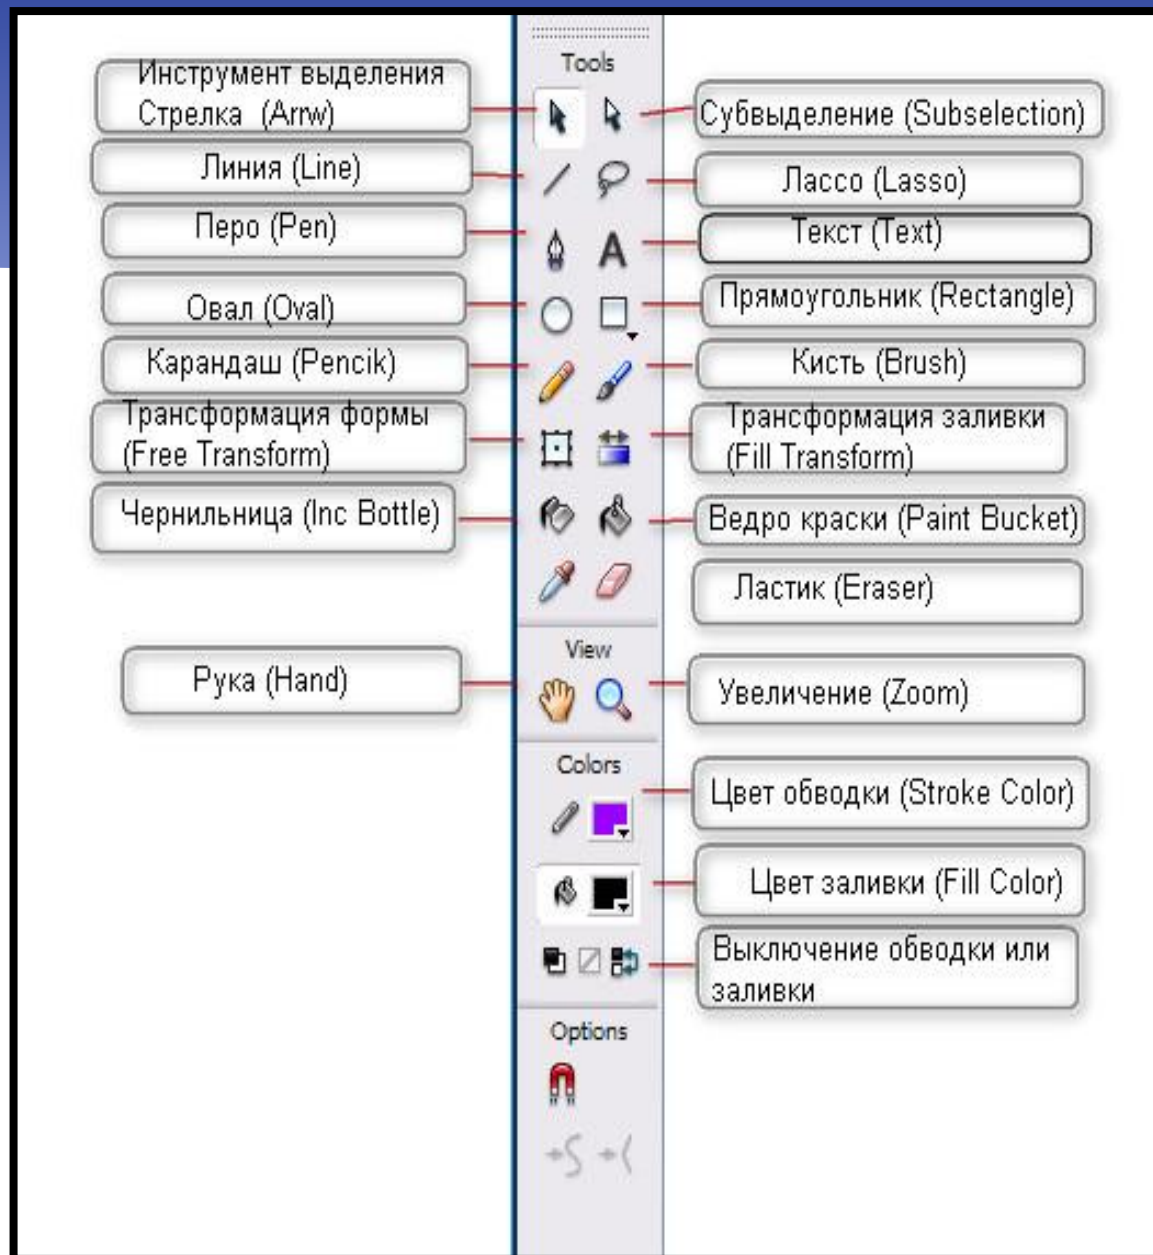 Tools
Инструмент выделения
Стрелка (Arrw)
Субвыделение (Subselection)
Линия (Line)
Лассо (Lasso)
Перо (Pen)
Текст (Text)
Овал (Oval)
Прямоугольник (Rectangle)
Карандаш (Pencik)
Кисть (Brush)
Трансформация формы
(Free Transform)
Трансформация заливки
(Fill Transform)
Чернильница (Inc Bottle)
Ведро краски (Paint Bucket)
Ластик (Eraser)
View
Рука (Hand)
Увеличение (Zoom)
Colors
Цвет обводки (Stroke Color)
Цвет заливки (Fill Color)
Выключение обводки или
заливки
Options